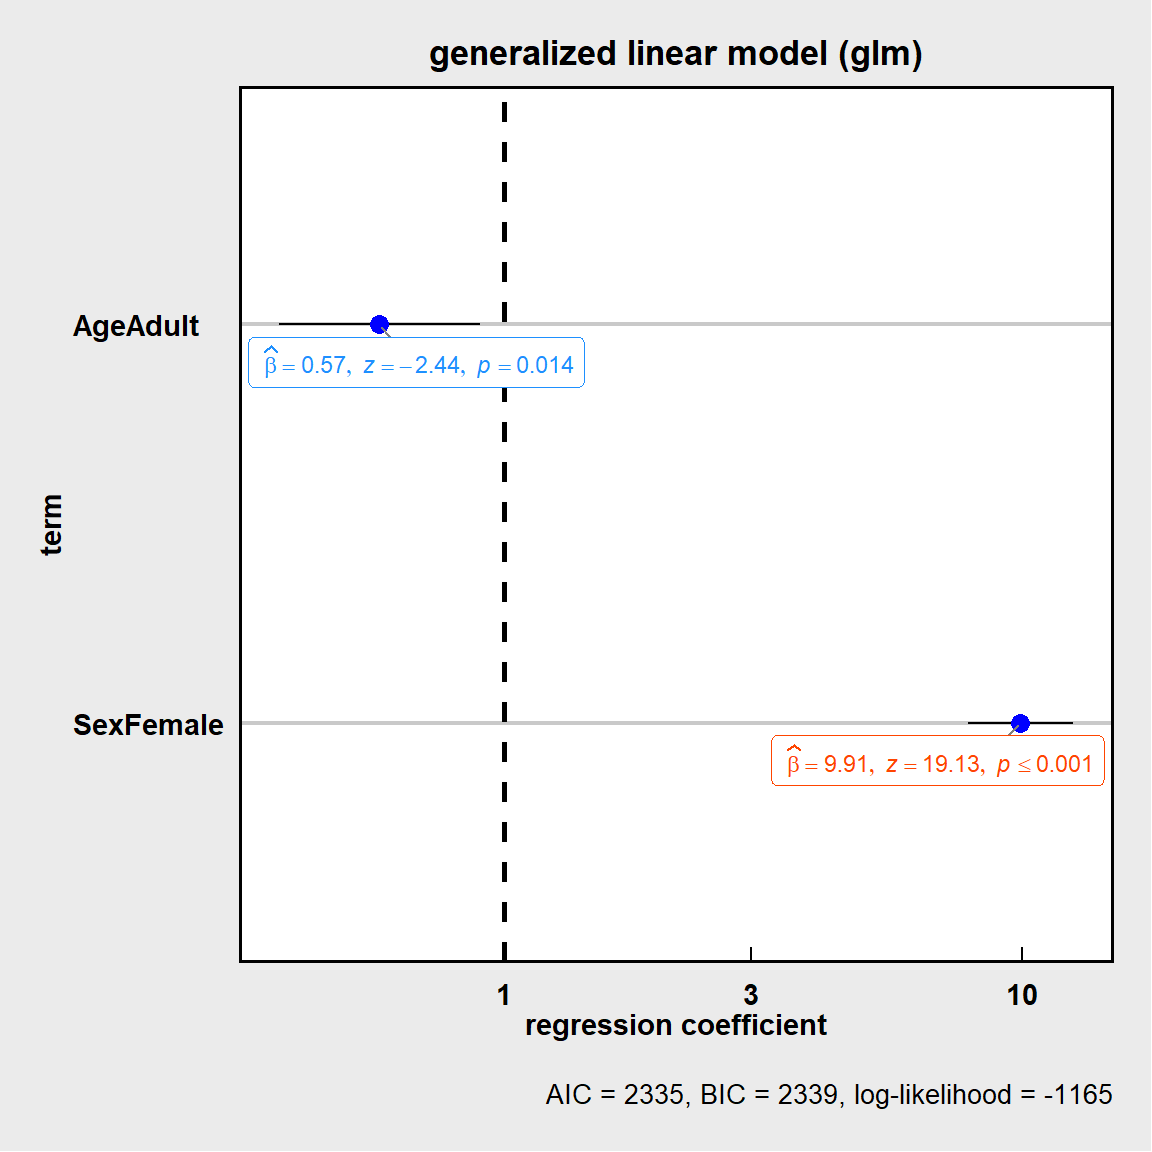 generalized linear model (glm)
AgeAdult
β̂ = 0.57, z = −2.44, p = 0.014
term
SexFemale
β̂ = 9.91, z = 19.13, p ≤ 0.001
1 3 10
regression coefficient
AIC = 2335, BIC = 2339, log-likelihood = -1165